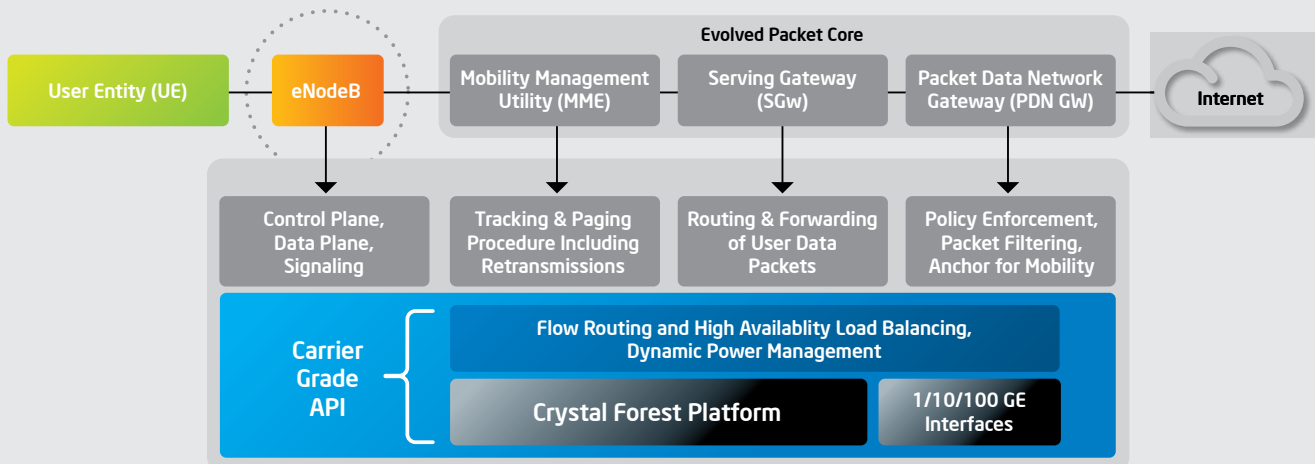 Evolved Packet Core
User Entity (UE)
eNodeB
Mobility Management
Utility (MME)
Serving Gateway
(SGw)
Packet Data Network
Gateway (PDN GW)
Internet
Control Plane,
Data Plane,
Signaling
Tracking & Paging
Procedure Including
Retransmissions
Routing & Forwarding
of User Data
Packets
Policy Enforcement,
Packet Filtering,
Anchor for Mobility
Carrier
Grade
API
Flow Routing and High Availablity Load Balancing,
Dynamic Power Management
Crystal Forest Platform
1/10/100 GE
Interfaces